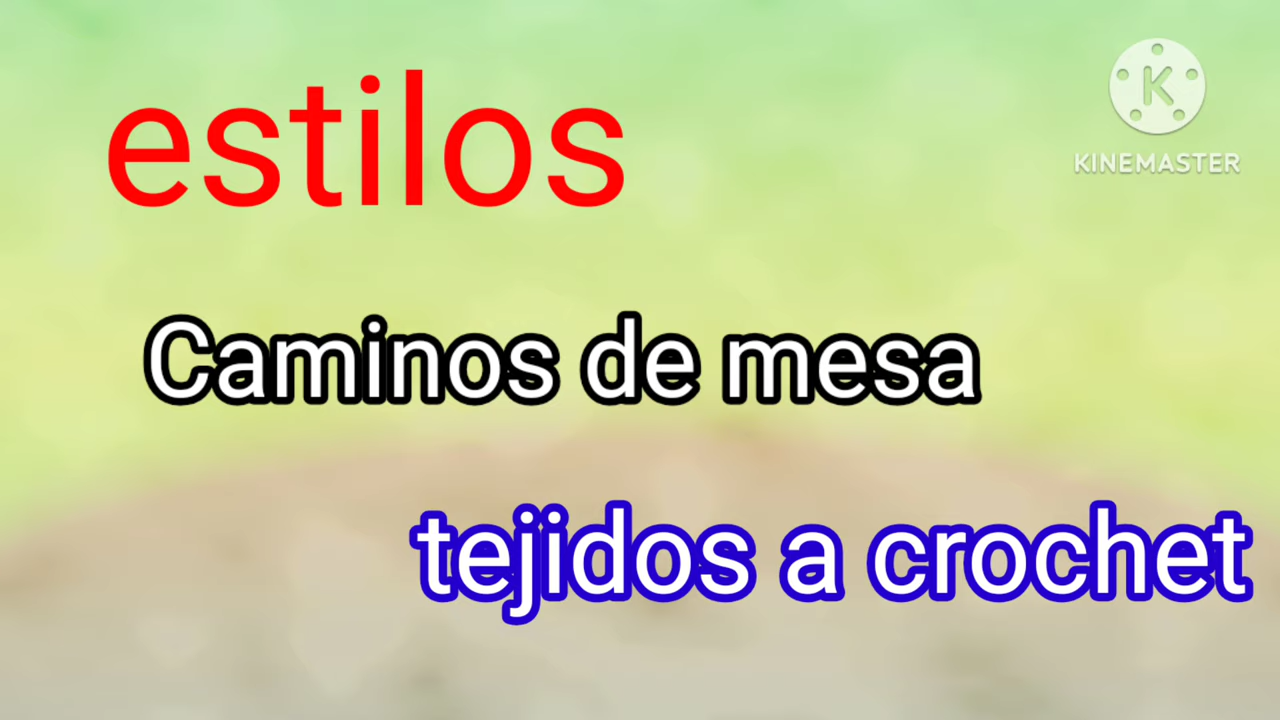 estilos
K
KINEMASTER
Caminos de mesa
tejidos a crochet